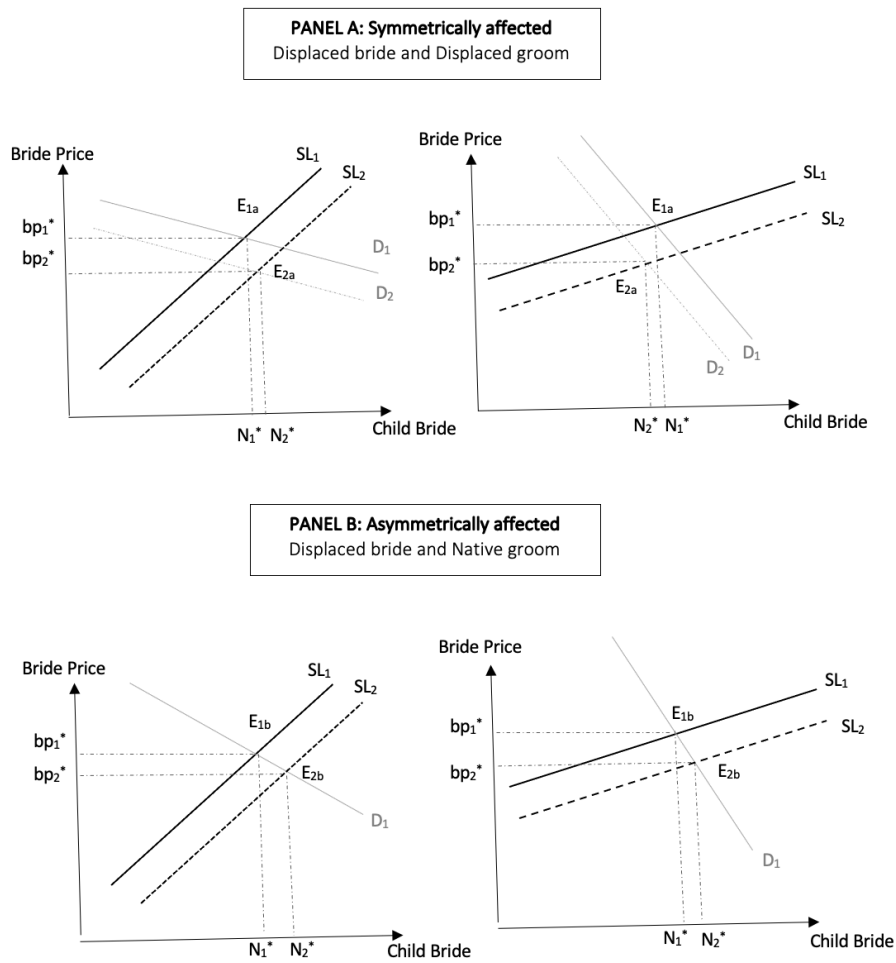 PANEL A: Symmetrically affected
Displaced bride and Displaced groom
Bride Price
SL₁
SL₂
E₁ₐ
bp₁*
bp₂*
D₁
E₂ₐ
D₂
N₁* N₂*
Child Bride
Bride Price
SL₁
E₁ₐ
SL₂
bp₁*
bp₂*
E₂ₐ
D₁
D₂
N₂* N₁*
Child Bride
PANEL B: Asymmetrically affected
Displaced bride and Native groom
Bride Price
SL₁
SL₂
E₁b
bp₁*
bp₂*
E₂b
D₁
N₁* N₂*
Child Bride
Bride Price
SL₁
E₁b
SL₂
bp₁*
bp₂*
E₂b
D₁
N₁* N₂*
Child Bride